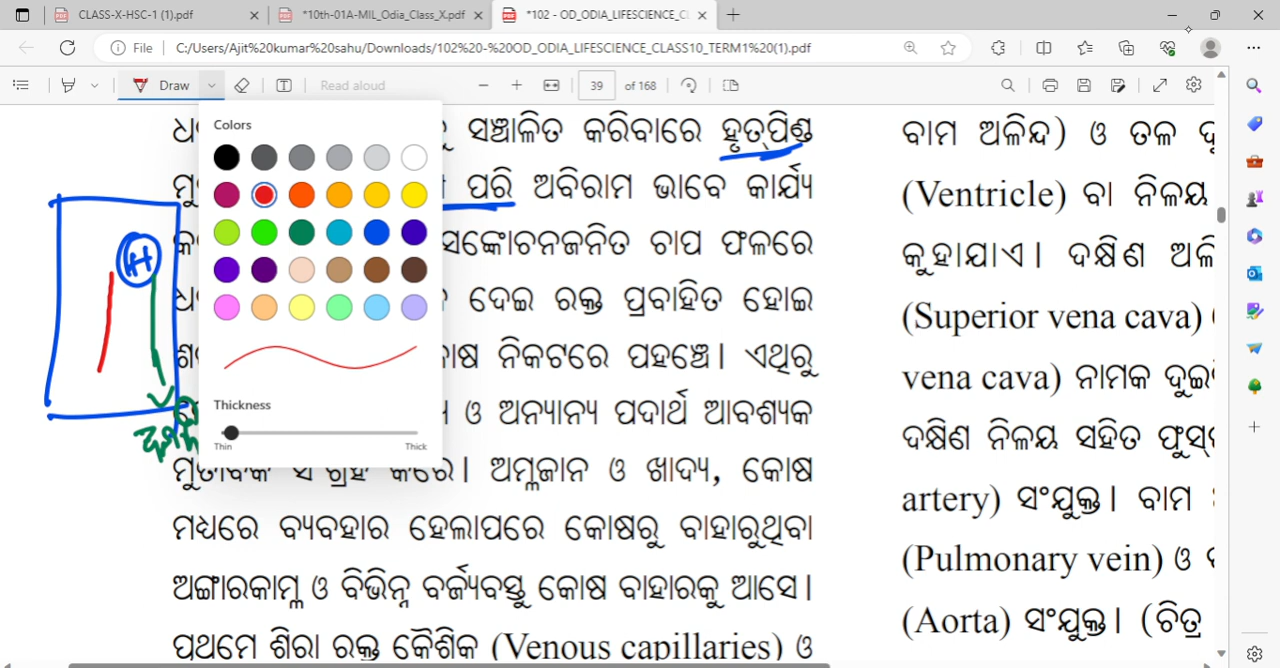 CLASS-X-HSC-1 (1).pdf
*10th-01A-MIL_Odia_Class_X.pdf
*102 - OD_ODIA_LIFESCIENCE_CL
File
C:/Users/Ajit%20kumar%20sahu/Downloads/102%20-%20OD_ODIA_LIFESCIENCE_CLASS10_TERM1%20(1).pdf
Draw
Read aloud
39 of 168
Colors
Thickness
Thin
Thick
H
ସଞ୍ଚାଳିତ କରିବାରେ ହୃତ୍‌ପିଣ୍ଡ
ପରି ଅବିରାମ ଭାବେ କାର୍ଯ୍ୟ
ସଙ୍କୋଚନଜନିତ ଚାପ ଫଳରେ
ଦେଇ ରକ୍ତ ପ୍ରବାହିତ ହୋଇ
ନିକଟରେ ପହଞ୍ଚେ। ଏଥିରୁ
ଓ ଅନ୍ୟାନ୍ୟ ପଦାର୍ଥ ଆବଶ୍ୟକ
ମୁତାବକ ସଂଗ୍ରହ କରେ। ଅମ୍ଳଜାନ ଓ ଖାଦ୍ୟ, କୋଷ
ମଧ୍ୟରେ ବ୍ୟବହାର ହେଲାପରେ କୋଷରୁ ବାହାରୁଥିବା
ଅଙ୍ଗାରକାମ୍ଳ ଓ ବିଭିନ୍ନ ବର୍ଜ୍ୟବସ୍ତୁ କୋଷ ବାହାରକୁ ଆସେ।
ପ୍ରଥମେ ଶିରା ରକ୍ତ କୈଶିକ (Venous capillaries) ଓ
ବାମ ଅଳିନ୍ଦ) ଓ ତଳ
(Ventricle) ବା ନିଳୟ
କୁହାଯାଏ। ଦକ୍ଷିଣ
(Superior vena cava)
vena cava) ନାମକ
ଦକ୍ଷିଣ ନିଳୟ ସହିତ
artery) ସଂଯୁକ୍ତ। ବାମ
(Pulmonary vein) ଓ
(Aorta) ସଂଯୁକ୍ତ। (ଚିତ୍ର